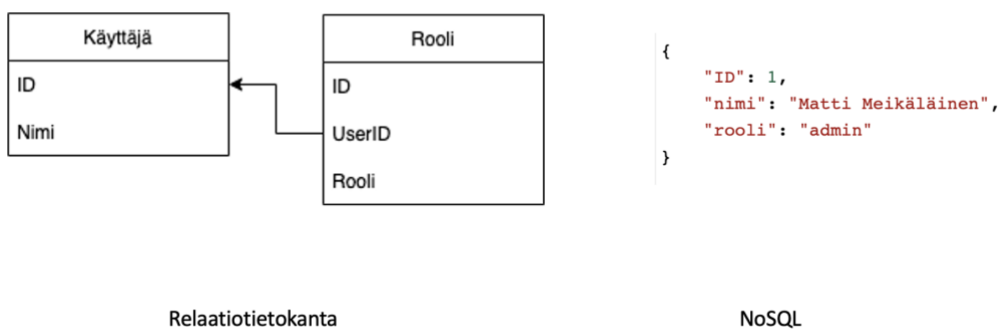 Käyttäjä
ID
Nimi
Rooli
ID
UserID
Rooli
{
"ID": 1,
"nimi": "Matti Meikäläinen",
"rooli": "admin"
}
Relaatiotietokanta
NoSQL